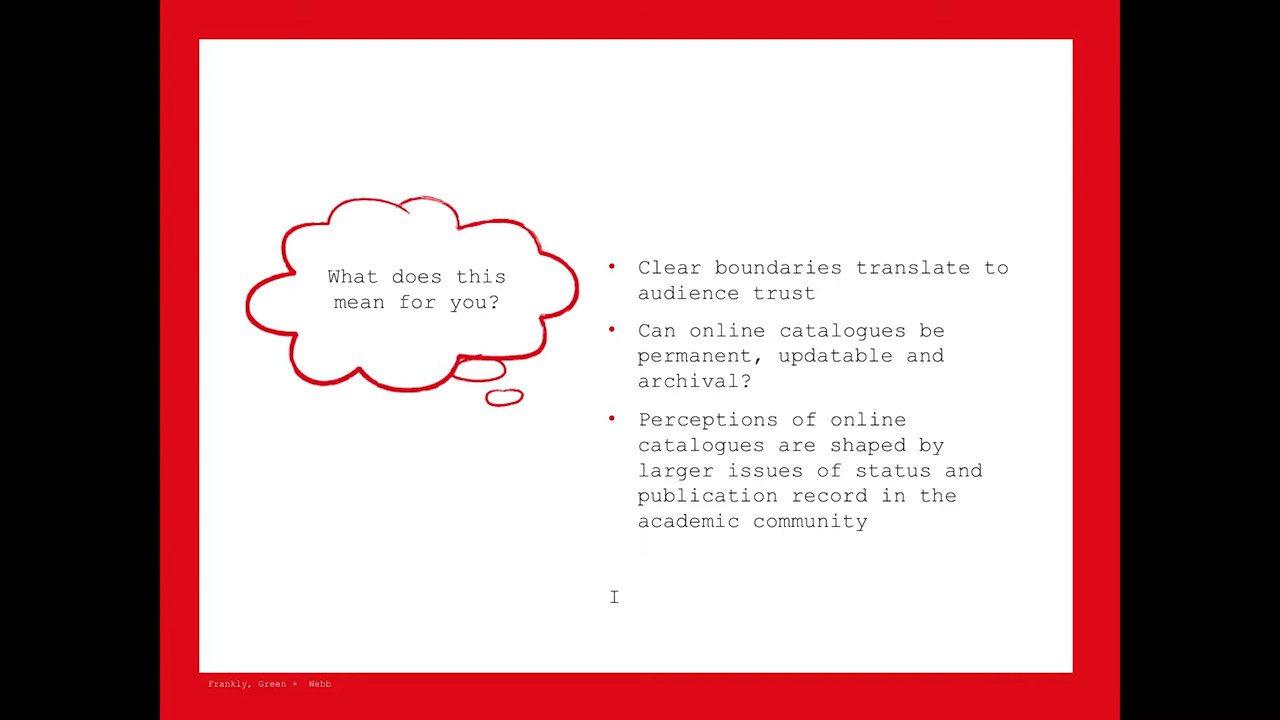 What does this
mean for you?
• Clear boundaries translate to
audience trust
• Can online catalogues be
permanent, updatable and
archival?
• Perceptions of online
catalogues are shaped by
larger issues of status and
publication record in the
academic community
Frankly, Green + Webb